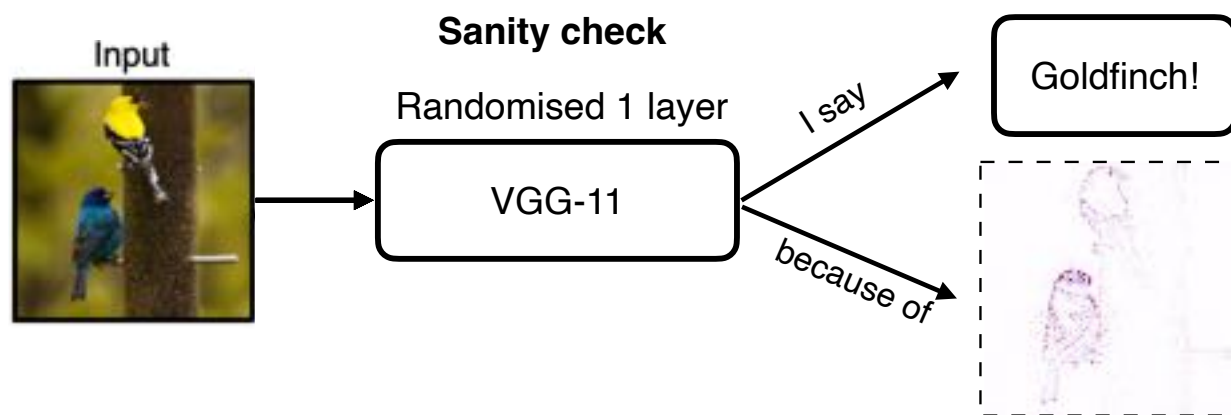 Sanity check
Input
Randomised 1 layer
VGG-11
I say
Goldfinch!
because of